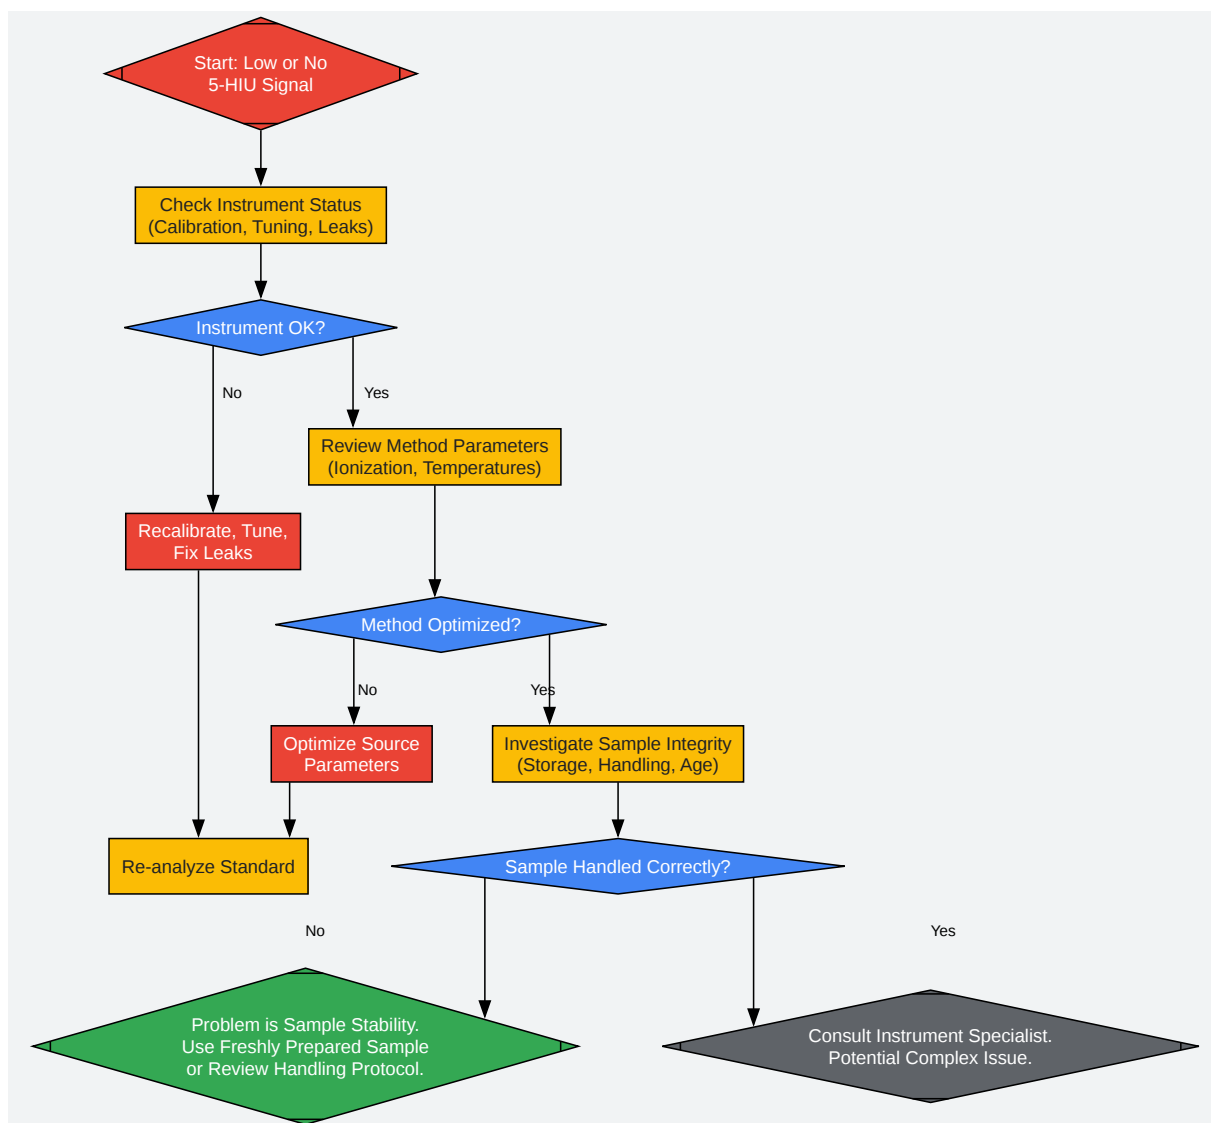 Start: Low or No
5-HIU Signal
Check Instrument Status
(Calibration, Tuning, Leaks)
Instrument OK?
No
Yes
Review Method Parameters
(Ionization, Temperatures)
Recalibrate, Tune,
Fix Leaks
Method Optimized?
No
Yes
Optimize Source
Parameters
Investigate Sample Integrity
(Storage, Handling, Age)
Re-analyze Standard
Sample Handled Correctly?
No
Yes
Problem is Sample Stability.
Use Freshly Prepared Sample
or Review Handling Protocol.
Consult Instrument Specialist.
Potential Complex Issue.